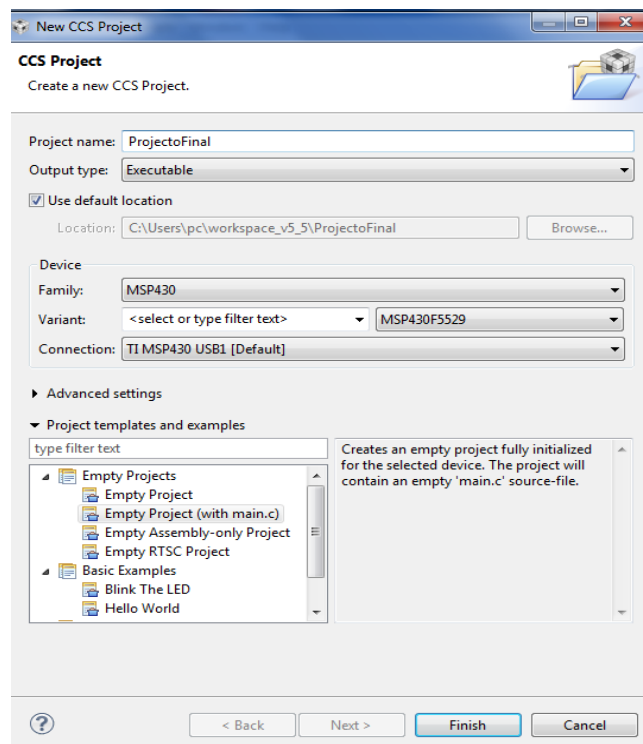 New CCS Project
CCS Project
Create a new CCS Project.
Project name: ProjectoFinal
Output type: Executable
Use default location
Location: C:\Users\pc\workspace_v5_5\ProjectoFinal Browse...
Device
Family: MSP430
Variant: <select or type filter text> MSP430F5529
Connection: TI MSP430 USB1 [Default]
Advanced settings
Project templates and examples
type filter text
Empty Projects
Empty Project
Empty Project (with main.c)
Empty Assembly-only Project
Empty RTSC Project
Basic Examples
Blink The LED
Hello World
Creates an empty project fully initialized
for the selected device. The project will
contain an empty 'main.c' source-file.
? < Back Next > Finish Cancel